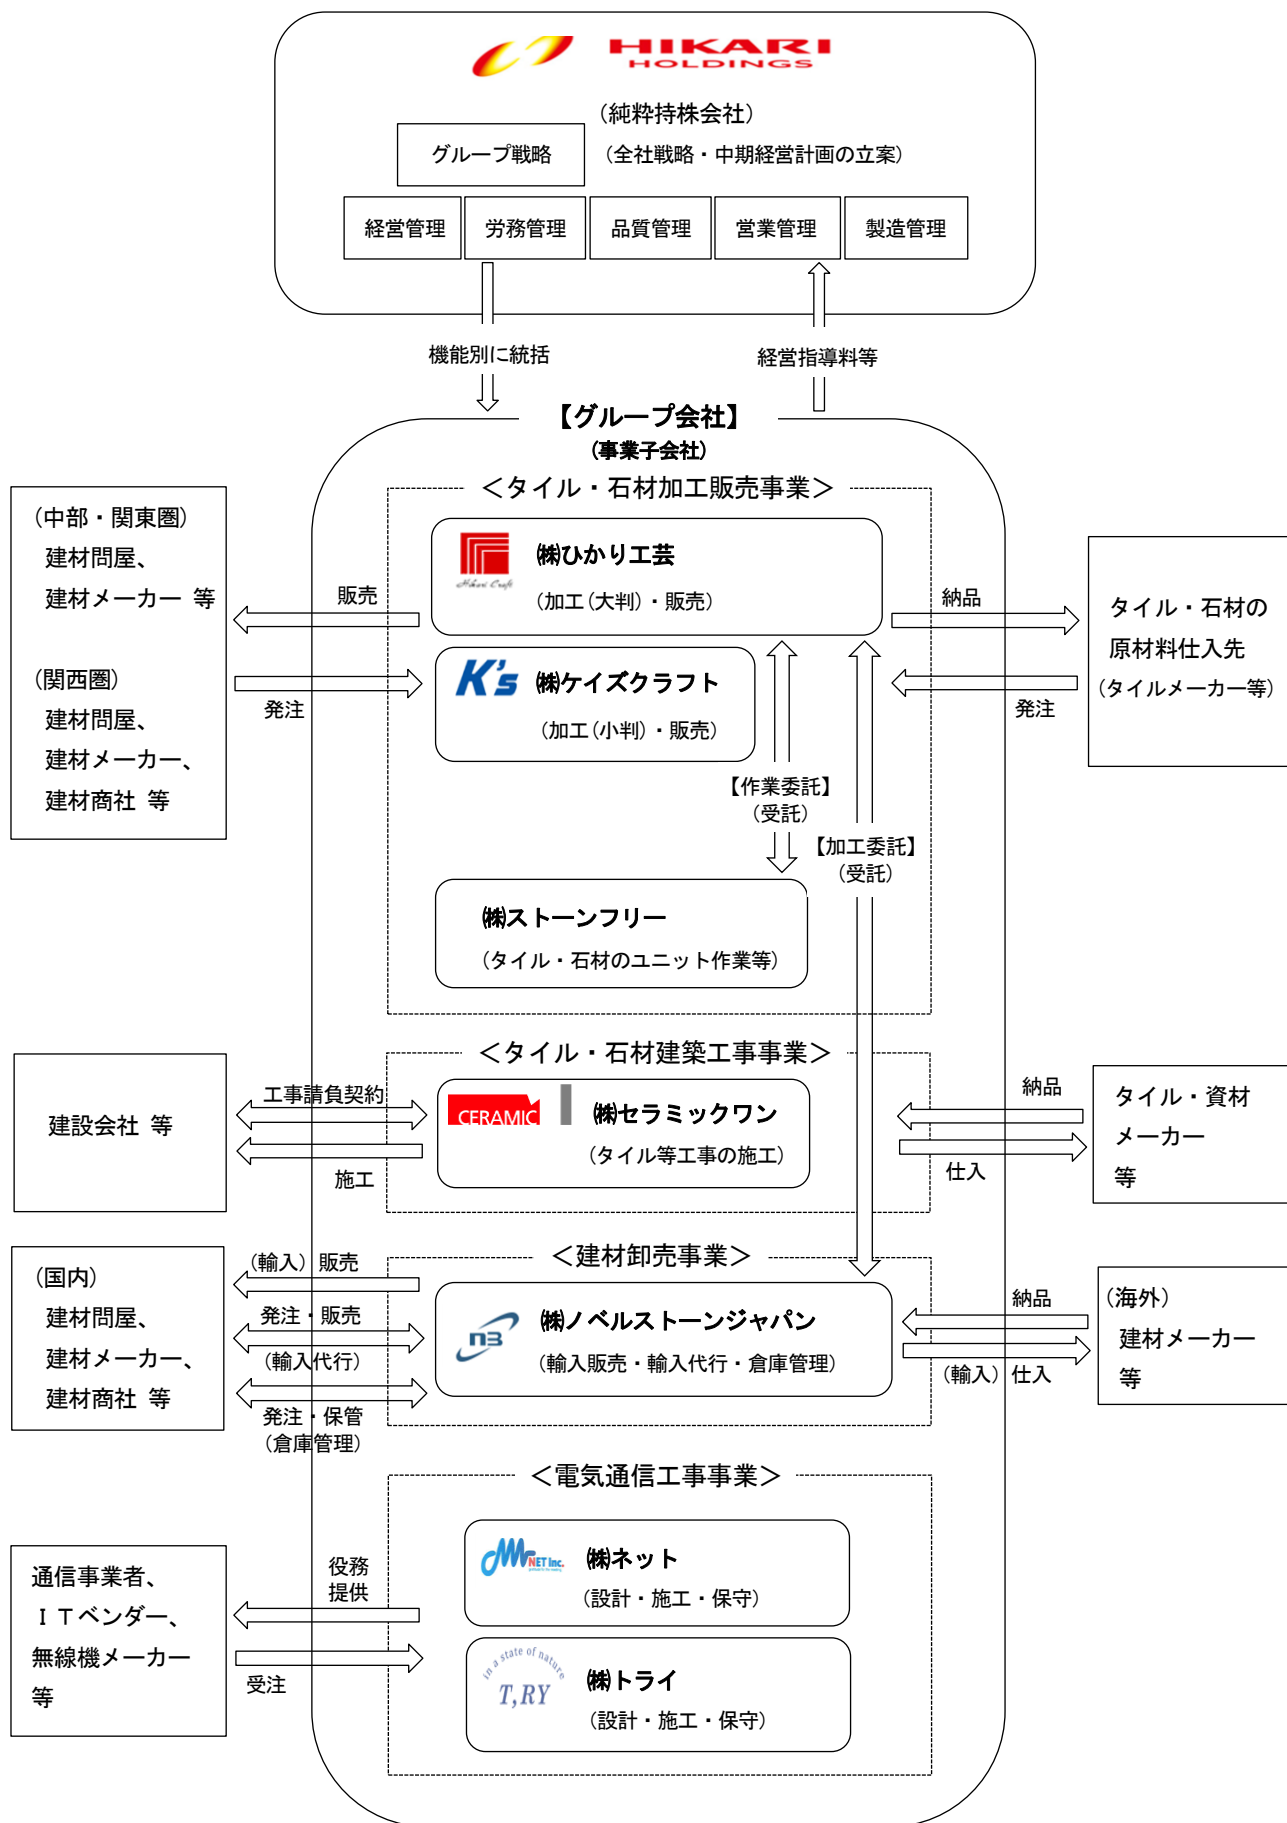 HIKARI
HOLDINGS
(純粋持株会社)
グループ戦略
(全社戦略・中期経営計画の立案)
経営管理
労務管理
品質管理
営業管理
製造管理
機能別に統括
経営指導料等
【グループ会社】
(事業子会社)
<タイル・石材加工販売事業>
(中部・関東圏)
建材問屋、
建材メーカー 等
(関西圏)
建材問屋、
建材メーカー、
建材商社 等
販売
発注
Hikari Craft
㈱ひかり工芸
(加工(大判)・販売)
K's
㈱ケイズクラフト
(加工(小判)・販売)
納品
発注
タイル・石材の
原材料仕入先
(タイルメーカー等)
【作業委託】
(受託)
【加工委託】
(受託)
㈱ストーンフリー
(タイル・石材のユニット作業等)
<タイル・石材建築工事事業>
建設会社 等
工事請負契約
施工
CERAMIC
㈱セラミックワン
(タイル等工事の施工)
納品
仕入
タイル・資材
メーカー
等
<建材卸売事業>
(国内)
建材問屋、
建材メーカー、
建材商社 等
(輸入)販売
発注・販売
(輸入代行)
発注・保管
(倉庫管理)
n3
㈱ノベルストーンジャパン
(輸入販売・輸入代行・倉庫管理)
納品
(輸入)仕入
(海外)
建材メーカー
等
<電気通信工事事業>
通信事業者、
ITベンダー、
無線機メーカー
等
役務
提供
受注
NET Inc.
㈱ネット
(設計・施工・保守)
in a state of nature
T,RY
㈱トライ
(設計・施工・保守)